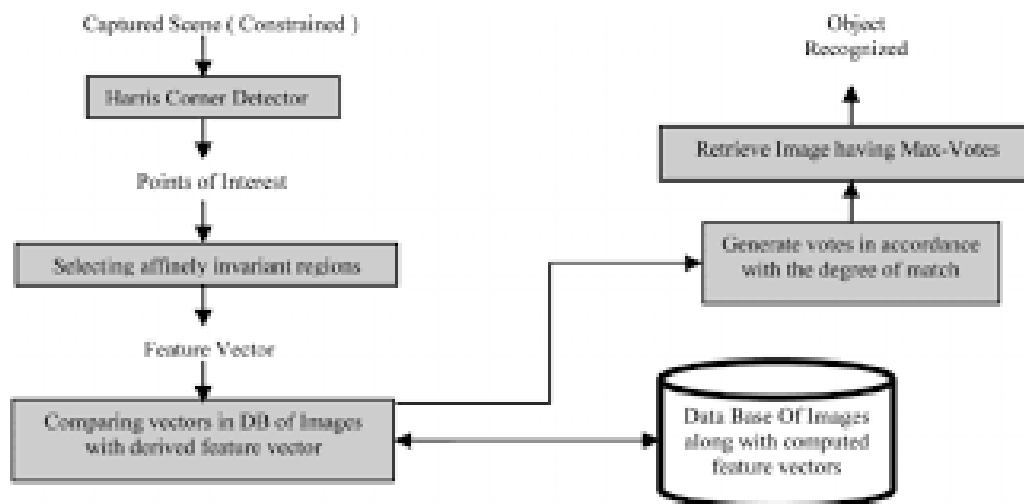 Captured Scene ( Constrained )
Harris Corner Detector
Points of Interest
Selecting affinely invariant regions
Feature Vector
Comparing vectors in DB of Images
with derived feature vector
Data Base Of Images
along with computed
feature vectors
Generate votes in accordance
with the degree of match
Retrieve Image having Max-Votes
Object
Recognized